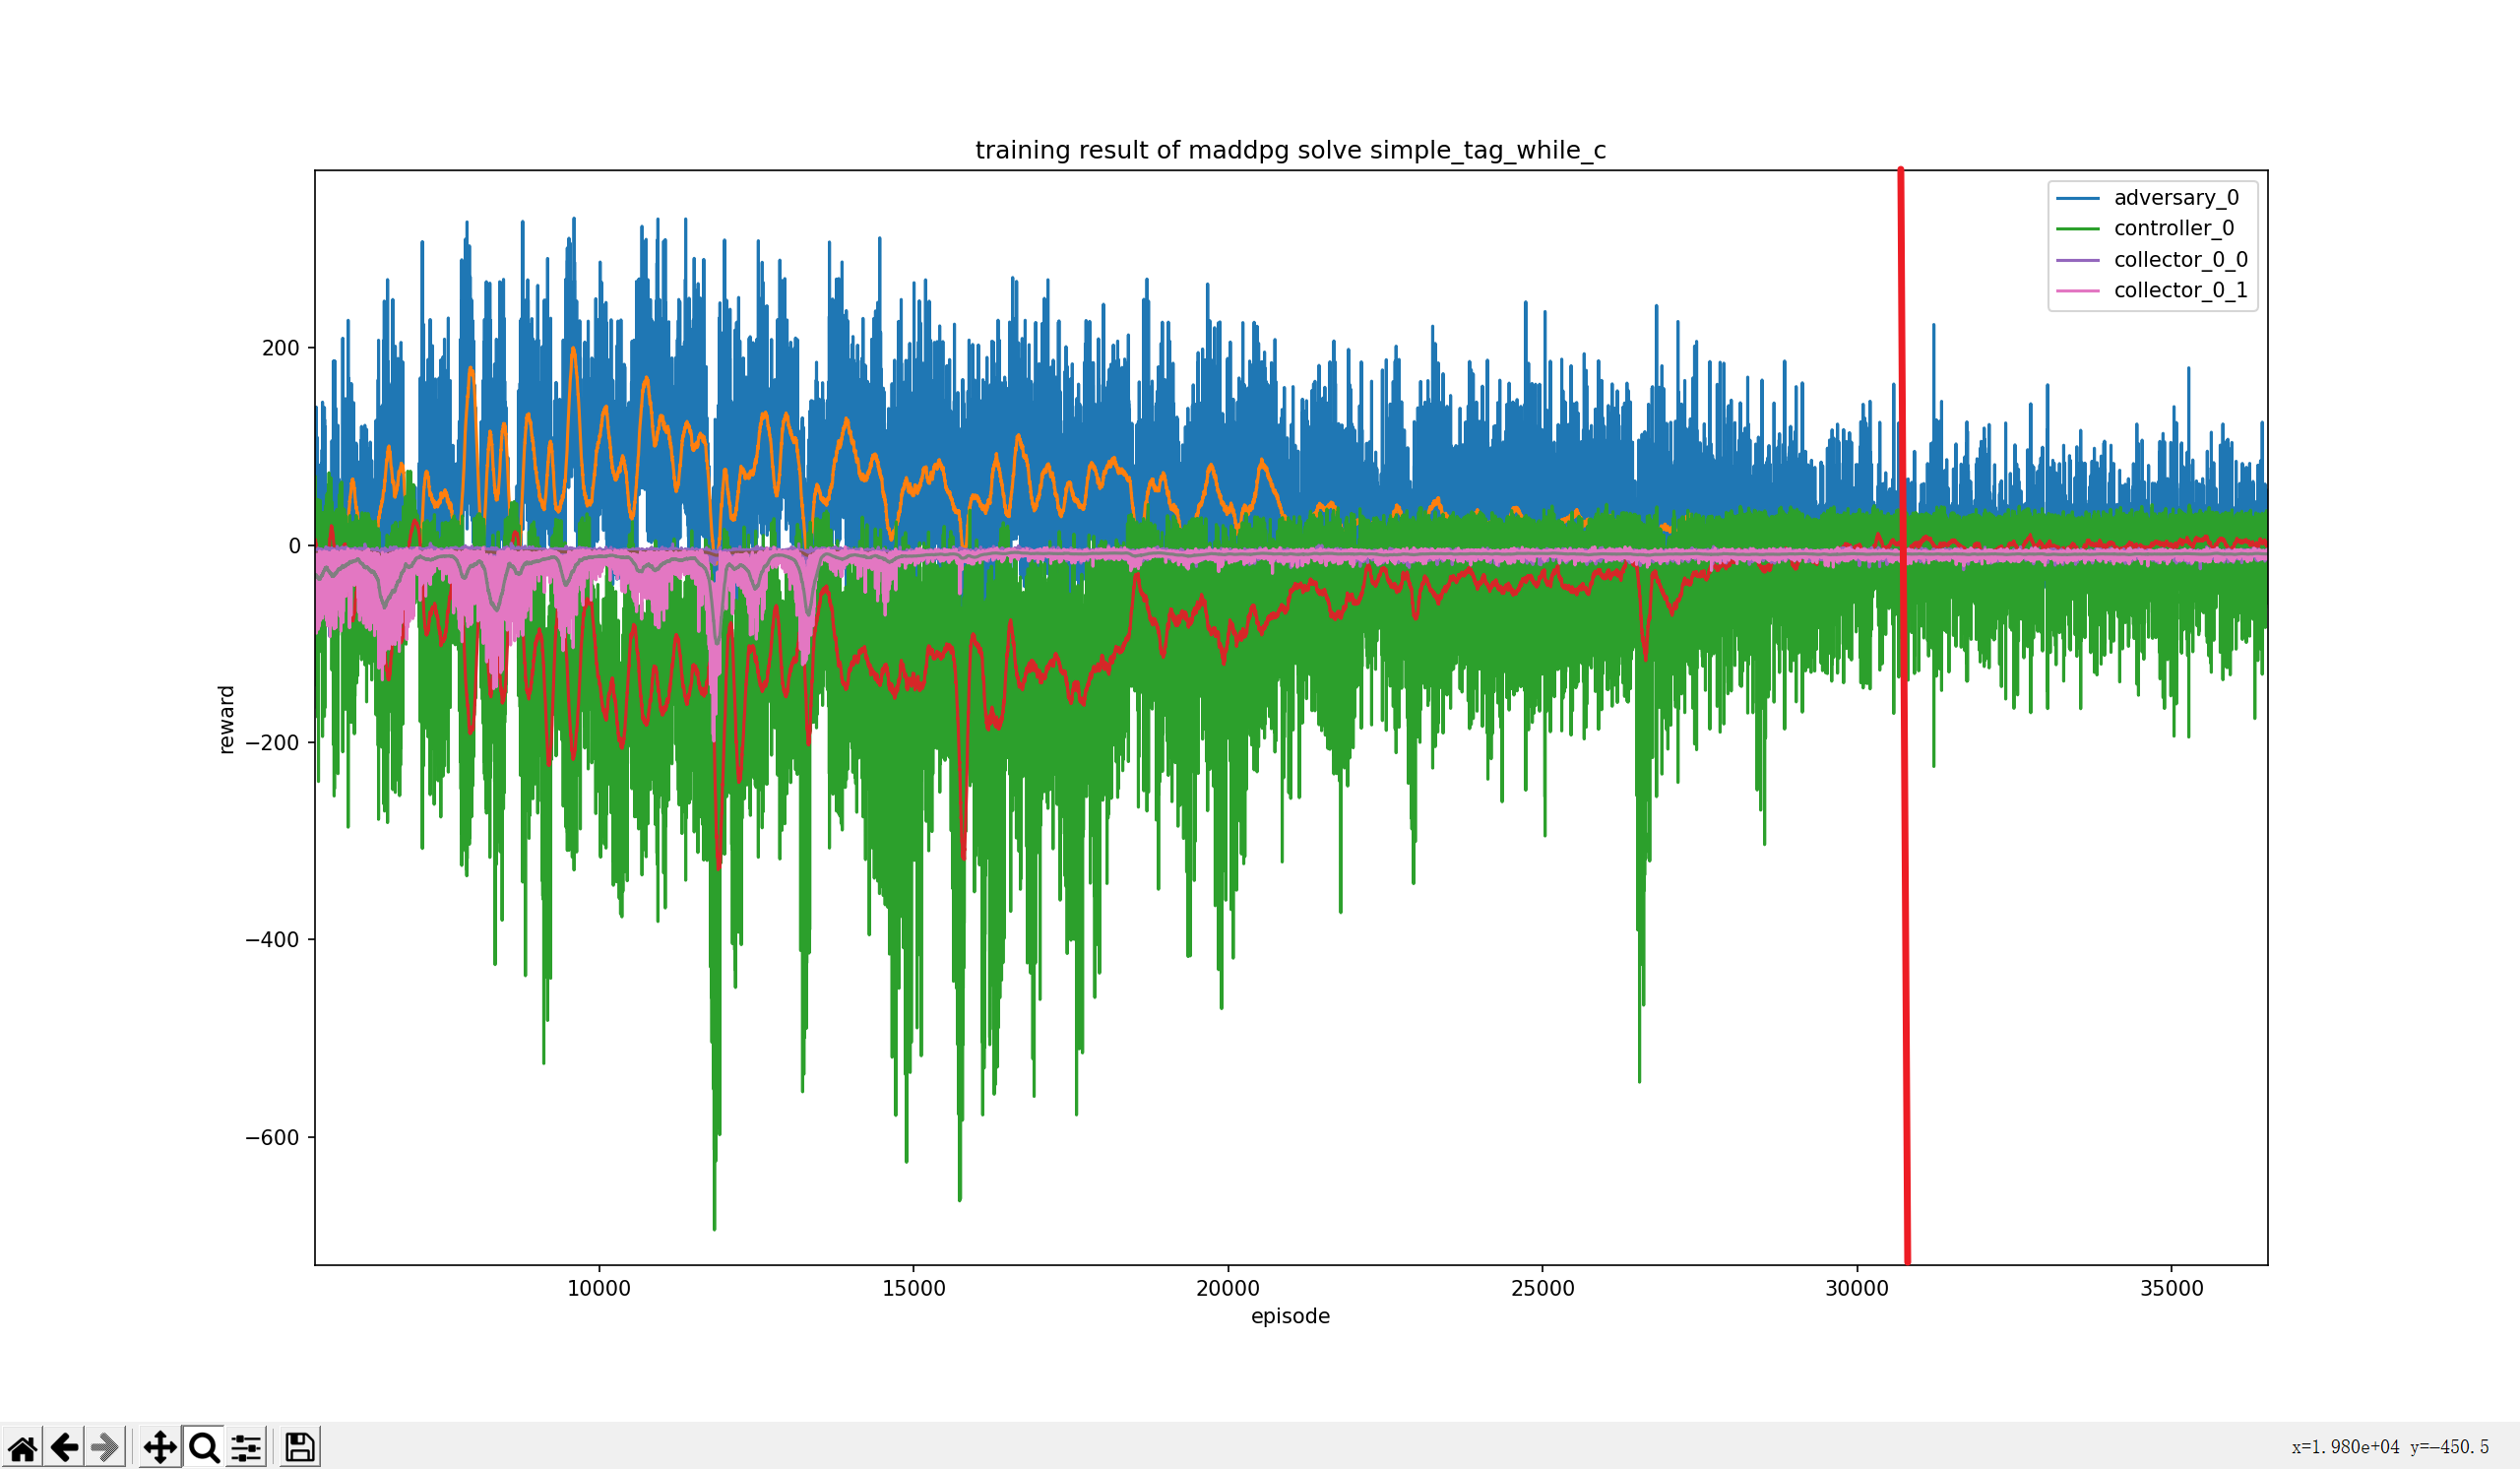 training result of maddpg solve simple_tag_while_c
adversary_0
controller_0
collector_0_0
collector_0_1
200
0
−200
−400
−600
reward
10000
15000
20000
25000
30000
35000
episode
x=1.980e+04 y=−450.5